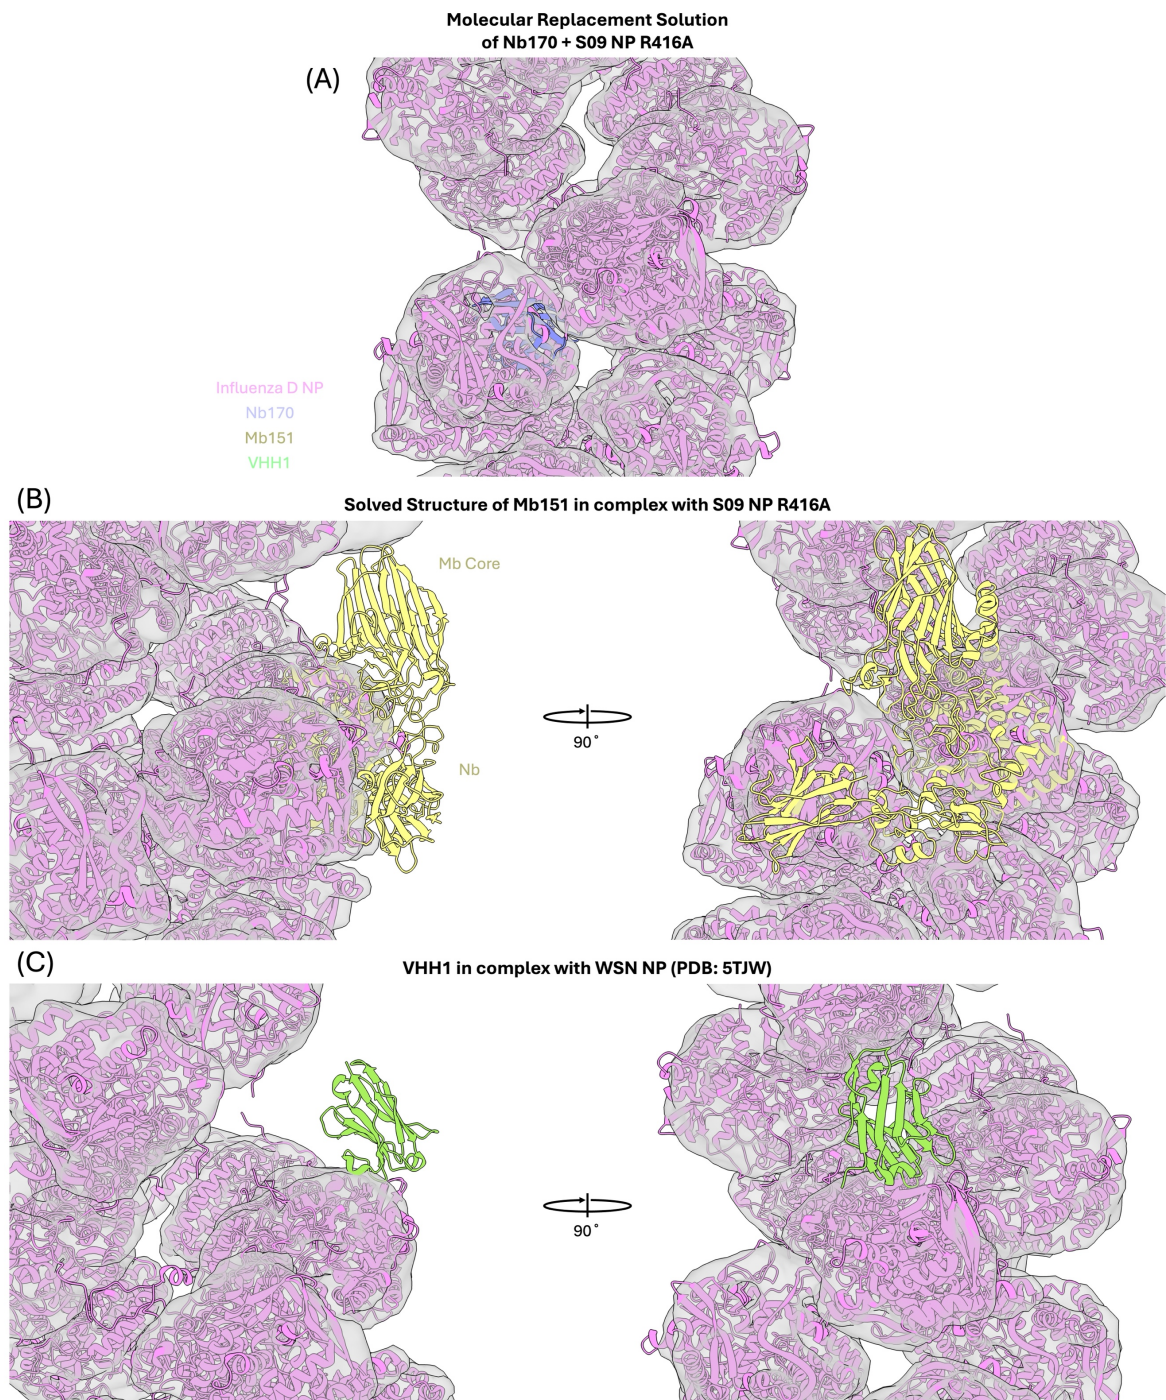 Molecular Replacement Solution
of Nb170 + S09 NP R416A
(A)
Influenza D NP
Nb170
Mb151
VHH1
(B)
Solved Structure of Mb151 in complex with S09 NP R416A
Mb Core
90°
Nb
(C)
VHH1 in complex with WSN NP (PDB: 5TJW)
90°